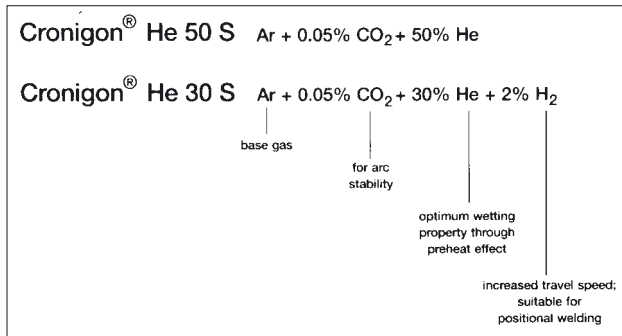 Cronigon® He 50 S Ar + 0.05% CO₂ + 50% He
Cronigon® He 30 S Ar + 0.05% CO₂ + 30% He + 2% H₂
base gas
for arc
stability
optimum wetting
property through
preheat effect
increased travel speed;
suitable for
positional welding